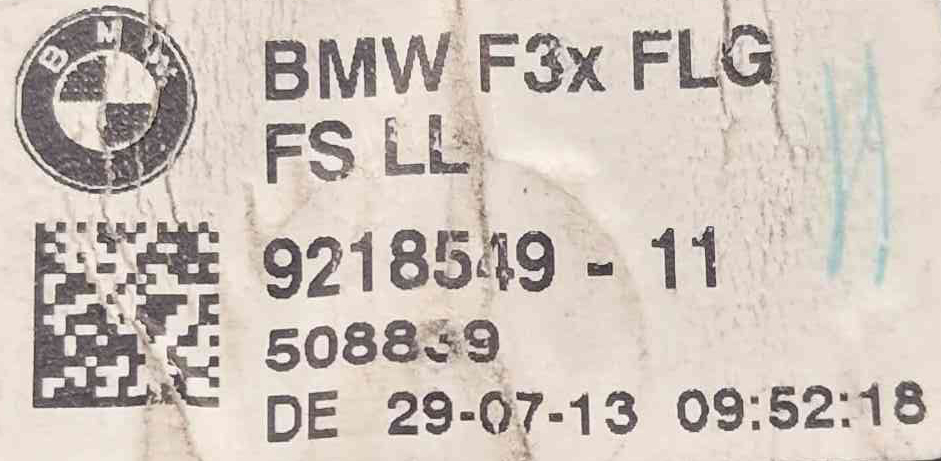 BMW
BMW F3x FLG
FS LL
9218549 - 11
DE 29-07-13 09:52:18